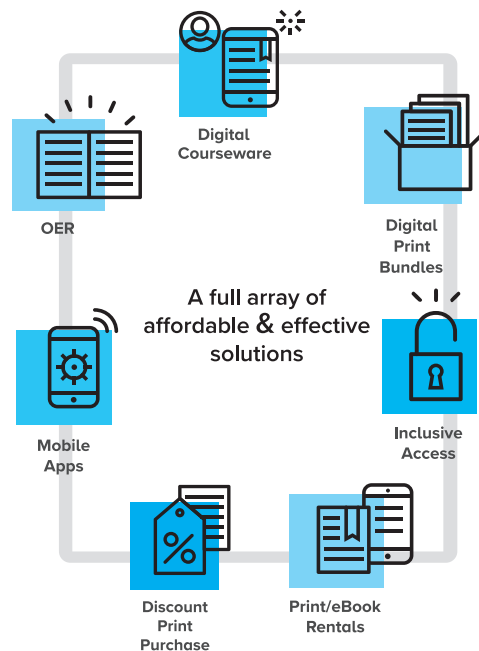 Digital
Courseware
Digital
Print
Bundles
OER
A full array of
affordable & effective
solutions
Inclusive
Access
Mobile
Apps
Discount
Print
Purchase
Print/eBook
Rentals
%